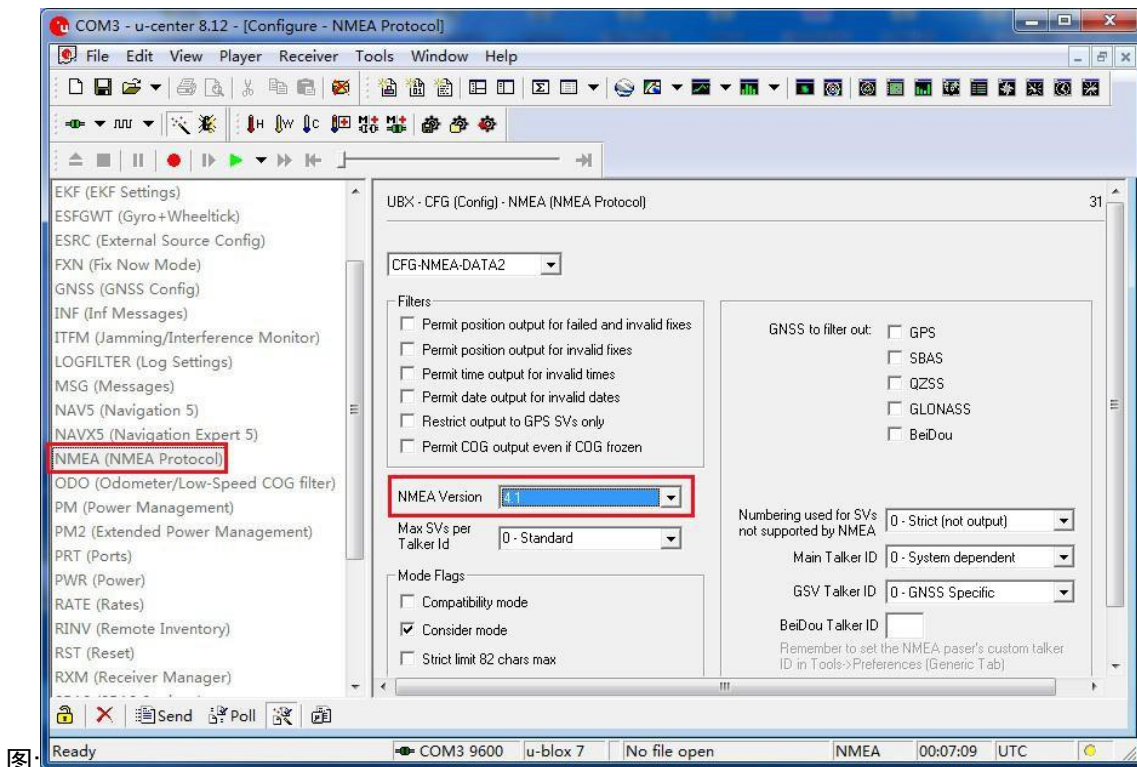 COM3 - u-center 8.12 - [Configure - NMEA Protocol]
File Edit View Player Receiver Tools Window Help
EKF (EKF Settings)
ESFGWT (Gyro+Wheeltick)
ESRC (External Source Config)
FXN (Fix Now Mode)
GNSS (GNSS Config)
INF (Inf Messages)
ITFM (Jamming/Interference Monitor)
LOGFILTER (Log Settings)
MSG (Messages)
NAV5 (Navigation 5)
NAVX5 (Navigation Expert 5)
NMEA (NMEA Protocol)
ODO (Odometer/Low-Speed COG filter)
PM (Power Management)
PM2 (Extended Power Management)
PRT (Ports)
PWR (Power)
RATE (Rates)
RINV (Remote Inventory)
RST (Reset)
RXM (Receiver Manager)
UBX - CFG (Config) - NMEA (NMEA Protocol) 31
CFG-NMEA-DATA2
Filters
Permit position output for failed and invalid fixes
Permit position output for invalid fixes
Permit time output for invalid times
Permit date output for invalid dates
Restrict output to GPS SVs only
Permit COG output even if COG frozen
NMEA Version 4.1
Max SVs per
Talker Id 0 - Standard
Mode Flags
Compatibility mode
Consider mode
Strict limit 82 chars max
GNSS to filter out: GPS
SBAS
QZSS
GLONASS
BeiDou
Numbering used for SVs
not supported by NMEA 0 - Strict (not output)
Main Talker ID 0 - System dependent
GSV Talker ID 0 - GNSS Specific
BeiDou Talker ID
Remember to set the NMEA paser's custom talker
ID in Tools->Preferences (Generic Tab)
Send Poll
图:
Ready COM3 9600 u-blox 7 No file open NMEA 00:07:09 UTC